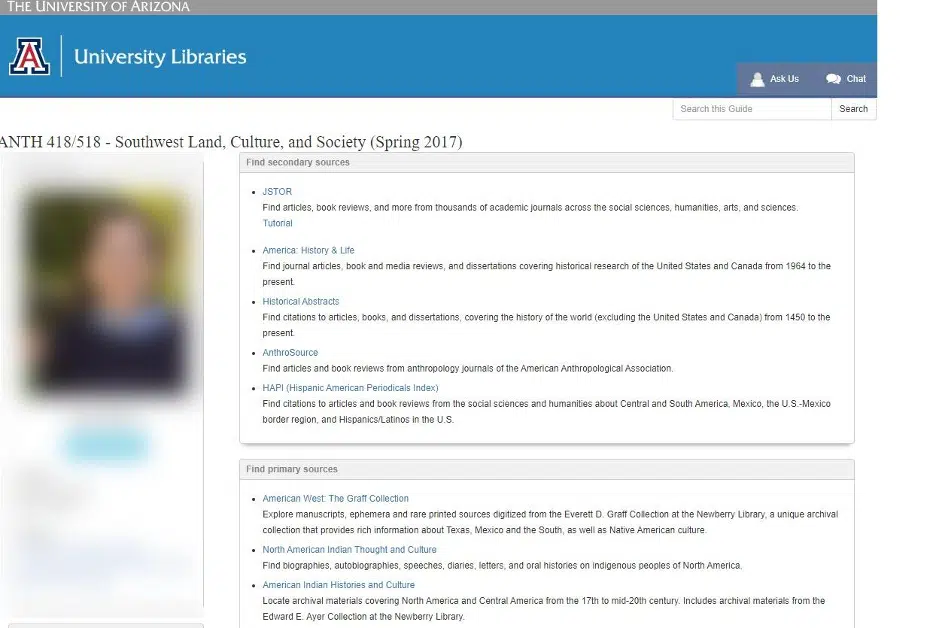 THE UNIVERSITY OF ARIZONA
A
University Libraries
Ask Us
Chat
Search this Guide
Search
ANTH 418/518 - Southwest Land, Culture, and Society (Spring 2017)
Find secondary sources
JSTOR
Find articles, book reviews, and more from thousands of academic journals across the social sciences, humanities, arts, and sciences.
Tutorial
America: History & Life
Find journal articles, book and media reviews, and dissertations covering historical research of the United States and Canada from 1964 to the
present.
Historical Abstracts
Find citations to articles, books, and dissertations, covering the history of the world (excluding the United States and Canada) from 1450 to the
present.
AnthroSource
Find articles and book reviews from anthropology journals of the American Anthropological Association.
HAPI (Hispanic American Periodicals Index)
Find citations to articles and book reviews from the social sciences and humanities about Central and South America, Mexico, the U.S.-Mexico
border region, and Hispanics/Latinos in the U.S.
Find primary sources
American West: The Graff Collection
Explore manuscripts, ephemera and rare printed sources digitized from the Everett D. Graff Collection at the Newberry Library, a unique archival
collection that provides rich information about Texas, Mexico and the South, as well as Native American culture.
North American Indian Thought and Culture
Find biographies, autobiographies, speeches, diaries, letters, and oral histories on indigenous peoples of North America.
American Indian Histories and Culture
Locate archival materials covering North America and Central America from the 17th to mid-20th century. Includes archival materials from the
Edward E. Ayer Collection at the Newberry Library.